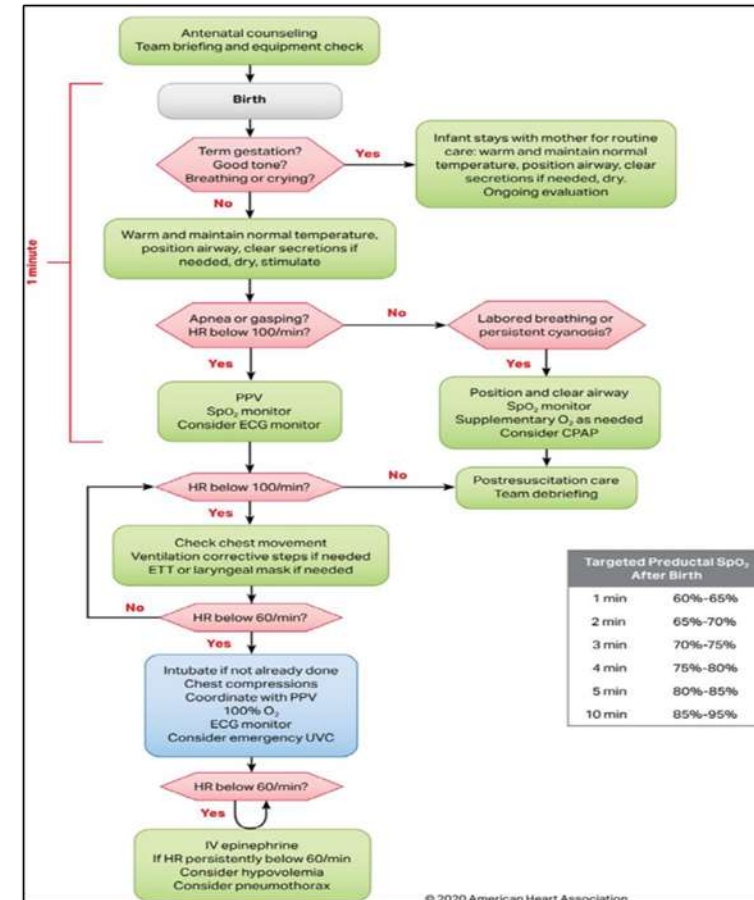 Antenatal counseling
Team briefing and equipment check
Birth
Term gestation?
Good tone?
Breathing or crying?
Yes
Infant stays with mother for routine
care: warm and maintain normal
temperature, position airway, clear
secretions if needed, dry.
Ongoing evaluation
No
Warm and maintain normal temperature,
position airway, clear secretions if
needed, dry, stimulate
1 minute
Apnea or gasping?
HR below 100/min?
No
Labored breathing or
persistent cyanosis?
Yes
Yes
PPV
SpO₂ monitor
Consider ECG monitor
Position and clear airway
SpO₂ monitor
Supplementary O₂ as needed
Consider CPAP
HR below 100/min?
No
Postresuscitation care
Team debriefing
Yes
Check chest movement
Ventilation corrective steps if needed
ETT or laryngeal mask if needed
No
HR below 60/min?
Yes
Intubate if not already done
Chest compressions
Coordinate with PPV
100% O₂
ECG monitor
Consider emergency UVC
HR below 60/min?
Yes
IV epinephrine
If HR persistently below 60/min
Consider hypovolemia
Consider pneumothorax
Targeted Preductal SpO₂
After Birth
1 min 60%-65%
2 min 65%-70%
3 min 70%-75%
4 min 75%-80%
5 min 80%-85%
10 min 85%-95%
© 2020 American Heart Association